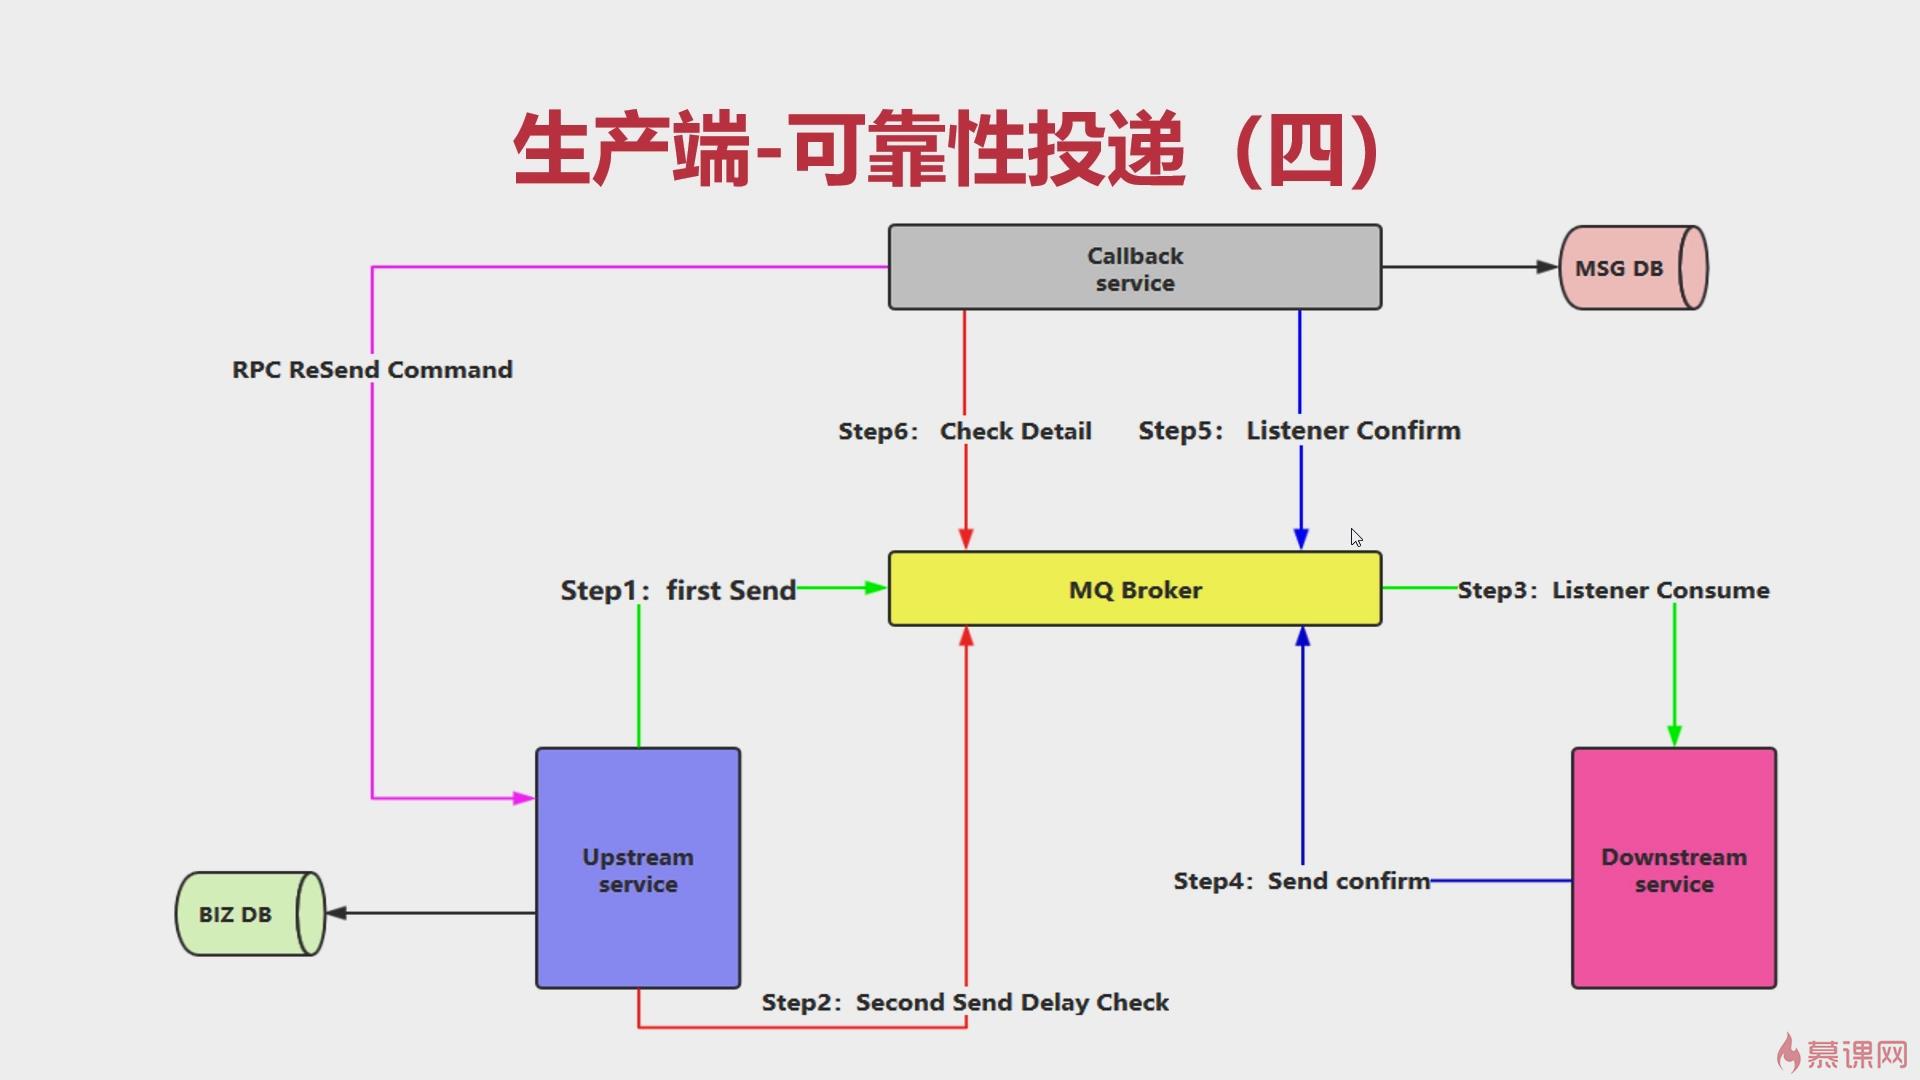 生产端-可靠性投递（四）
Callback
service
MSG DB
RPC ReSend Command
Step6： Check Detail
Step5： Listener Confirm
Step1：first Send
MQ Broker
Step3：Listener Consume
Upstream
service
Downstream
service
Step4：Send confirm
BIZ DB
Step2：Second Send Delay Check
慕课网